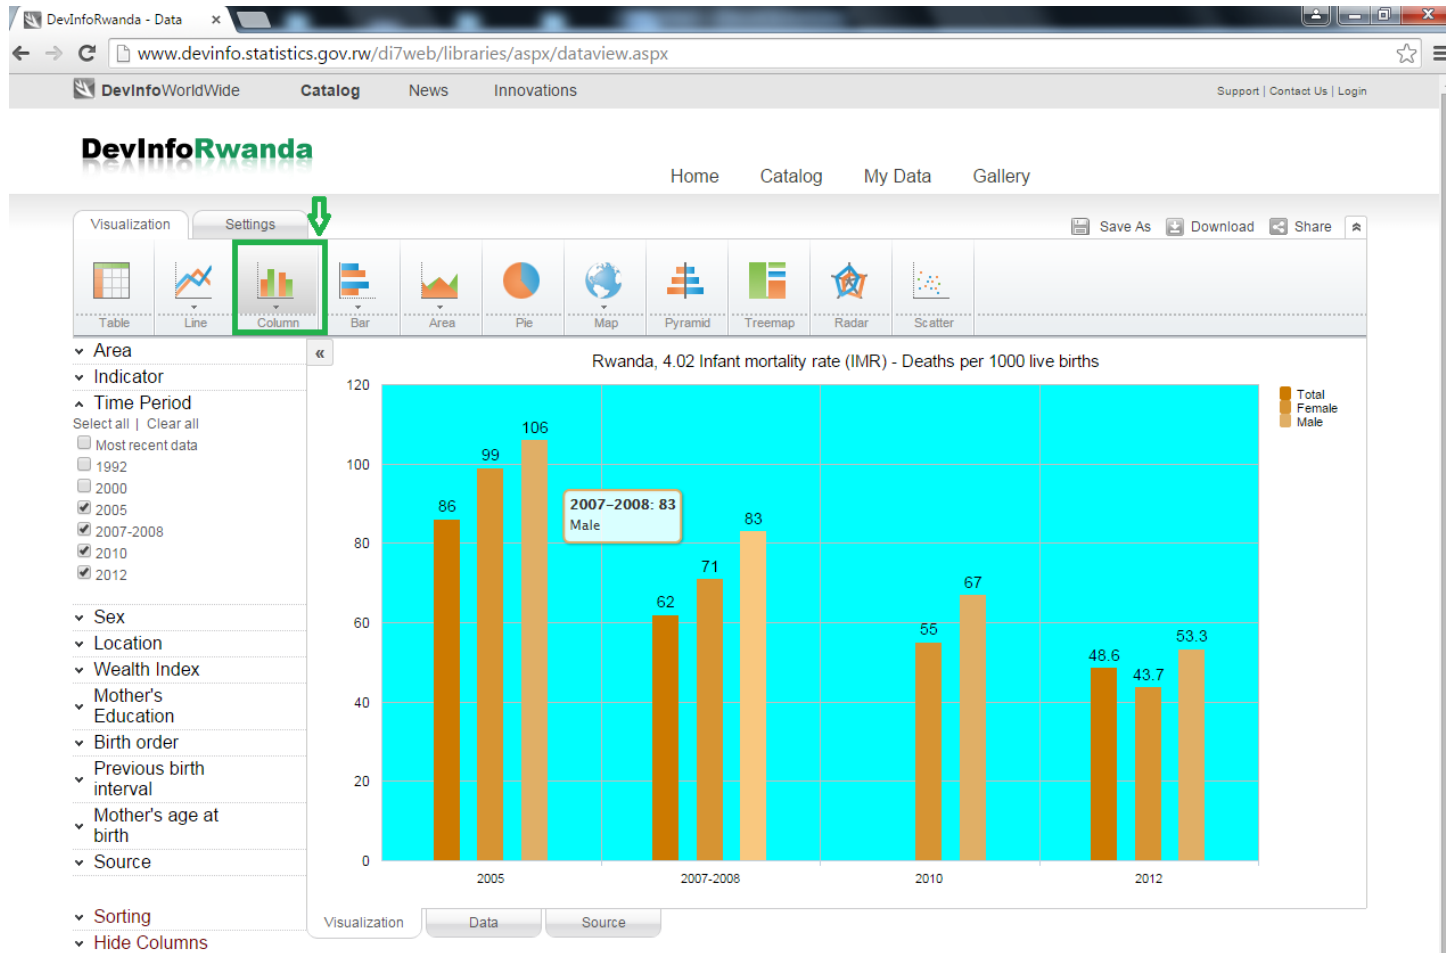 DevInfoRwanda - Data
www.devinfo.statistics.gov.rw/di7web/libraries/aspx/dataview.aspx
DevInfoWorldWide Catalog News Innovations Support | Contact Us | Login
DevInfoRwanda
Home Catalog My Data Gallery
Visualization Settings Save As Download Share
Table Line Column Bar Area Pie Map Pyramid Treemap Radar Scatter
Area
Indicator
Time Period
Select all | Clear all
Most recent data
1992
2000
2005
2007-2008
2010
2012
Sex
Location
Wealth Index
Mother's
Education
Birth order
Previous birth
interval
Mother's age at
birth
Source
Sorting
Hide Columns
Rwanda, 4.02 Infant mortality rate (IMR) - Deaths per 1000 live births
Total
Female
Male
120
100
80
60
40
20
0
86
99
106
62
71
83
55
67
48.6
43.7
53.3
2007–2008: 83
Male
2005 2007-2008 2010 2012
Visualization Data Source